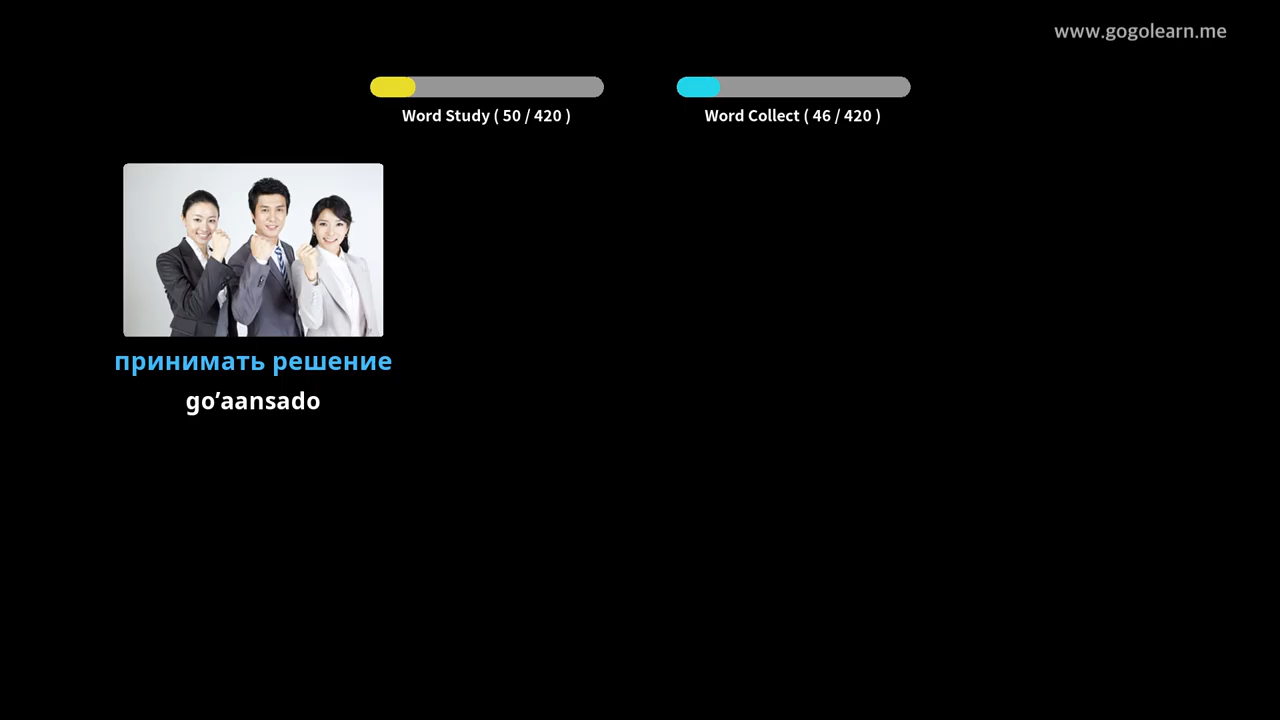 www.gogolearn.me
Word Study ( 50 / 420 )
Word Collect ( 46 / 420 )
принимать решение
go’aansado